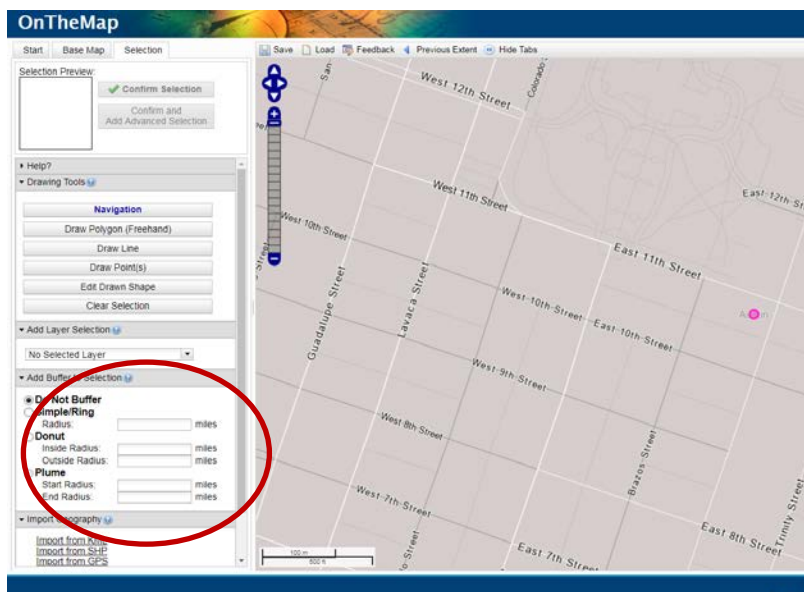 OnTheMap
Start Base Map Selection
Save Load Feedback Previous Extent Hide Tabs
Selection Preview:
Confirm Selection
Confirm and
Add Advanced Selection
Help?
Drawing Tools
Navigation
Draw Polygon (Freehand)
Draw Line
Draw Point(s)
Edit Drawn Shape
Clear Selection
Add Layer Selection
No Selected Layer
Add Buffer to Selection
Do Not Buffer
Simple/Ring
Radius: miles
Donut
Inside Radius: miles
Outside Radius: miles
Plume
Start Radius: miles
End Radius: miles
Import Geography
Import from KML
Import from SHP
Import from GPS
San
West 12th Street
Colorado
West 11th Street
East 12th St
West 10th Street
East 11th Street
Guadalupe Street
Lavaca Street
West 10th Street
East 10th Street
Austin
West 9th Street
West 8th Street
Brazos Street
West 7th Street
East 8th Street
Trinity Street
East 7th Street
do Street
100 m
600 ft